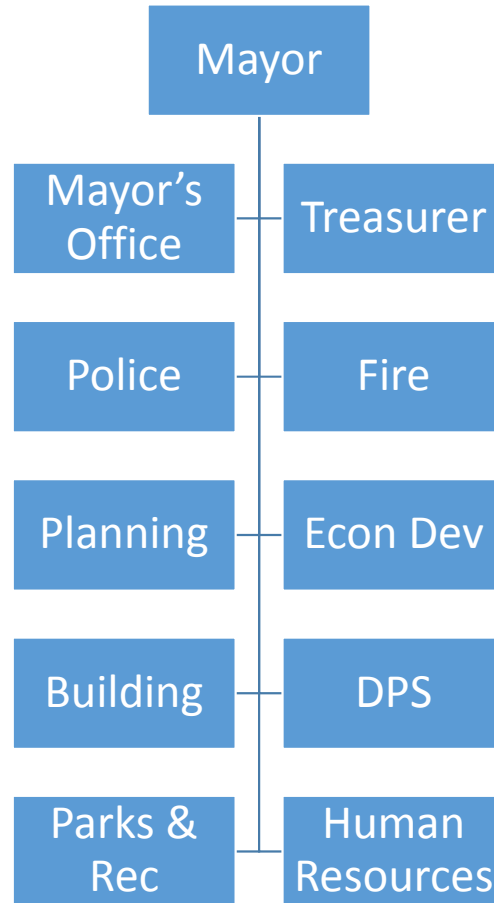 Mayor
Mayor’s
Office
Treasurer
Police
Fire
Planning
Econ Dev
Building
DPS
Parks &
Rec
Human
Resources